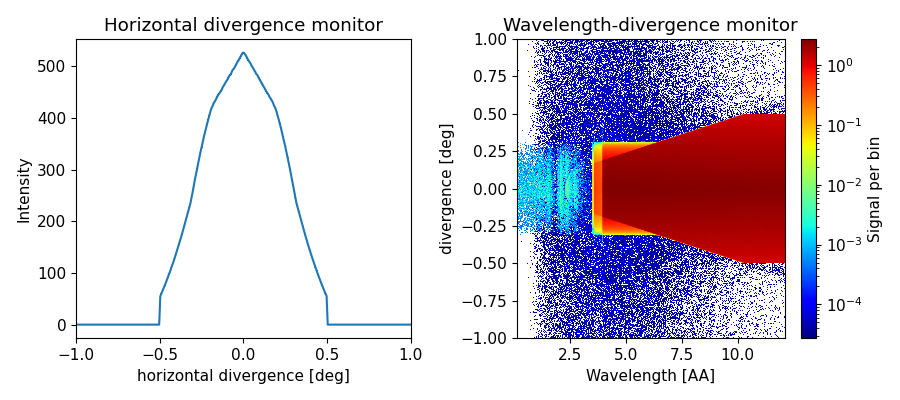 Horizontal divergence monitor
Intensity
500
400
300
200
100
0
−1.0 −0.5 0.0 0.5 1.0
horizontal divergence [deg]
Wavelength-divergence monitor
divergence [deg]
1.00
0.75
0.50
0.25
0.00
−0.25
−0.50
−0.75
−1.00
2.5 5.0 7.5 10.0
Wavelength [AA]
10⁰
10⁻¹
10⁻²
10⁻³
10⁻⁴
Signal per bin